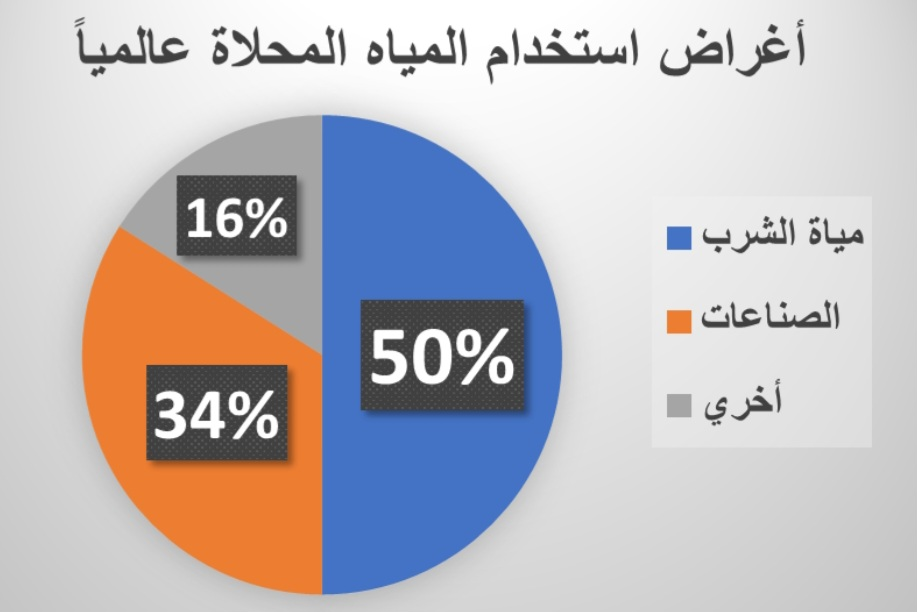 أغراض استخدام المياه المحلاة عالمياً
16%
50%
34%
مياة الشرب
الصناعات
أخري